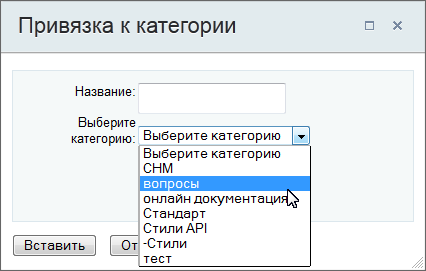 Привязка к категории
Название:
Выберите
категорию:
Выберите категорию
Выберите категорию
CHM
вопросы
онлайн документация
Стандарт
Стили API
-Стили
тест
Вставить От